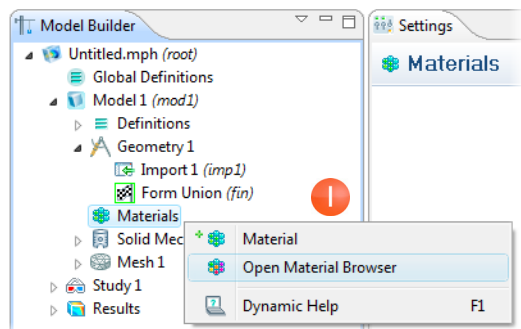 Model Builder
Untitled.mph (root)
Global Definitions
Model 1 (mod1)
Definitions
Geometry 1
Import 1 (imp1)
Form Union (fin)
Materials
Solid Mec
Mesh 1
Study 1
Results
1
Material
Open Material Browser
Dynamic Help F1
Settings
Materials